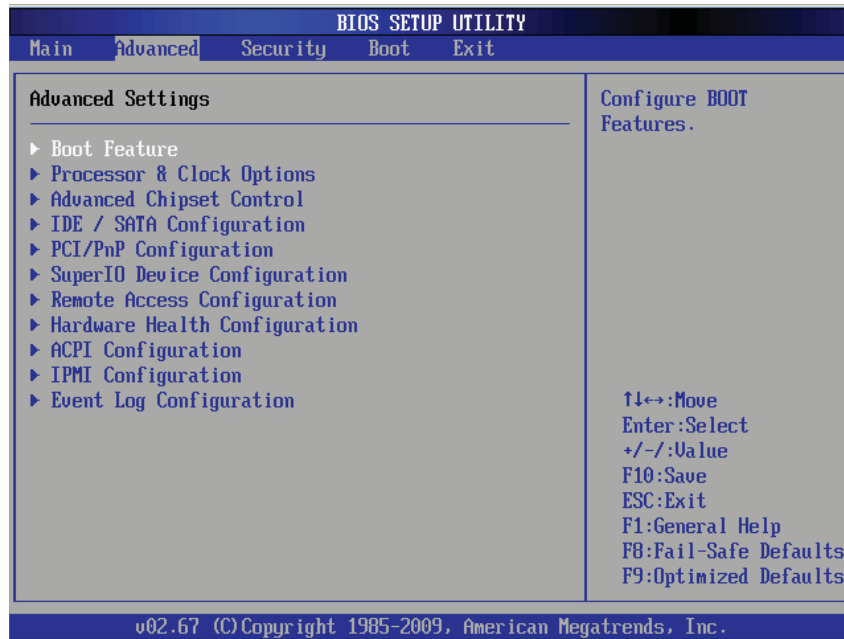 BIOS SETUP UTILITY
Main Advanced Security Boot Exit
Advanced Settings
▶ Boot Feature
▶ Processor & Clock Options
▶ Advanced Chipset Control
▶ IDE / SATA Configuration
▶ PCI/PnP Configuration
▶ SuperIO Device Configuration
▶ Remote Access Configuration
▶ Hardware Health Configuration
▶ ACPI Configuration
▶ IPMI Configuration
▶ Event Log Configuration
Configure BOOT
Features.
↑↓←→:Move
Enter:Select
+/-/:Value
F10:Save
ESC:Exit
F1:General Help
F8:Fail-Safe Defaults
F9:Optimized Defaults
v02.67 (C)Copyright 1985-2009, American Megatrends, Inc.